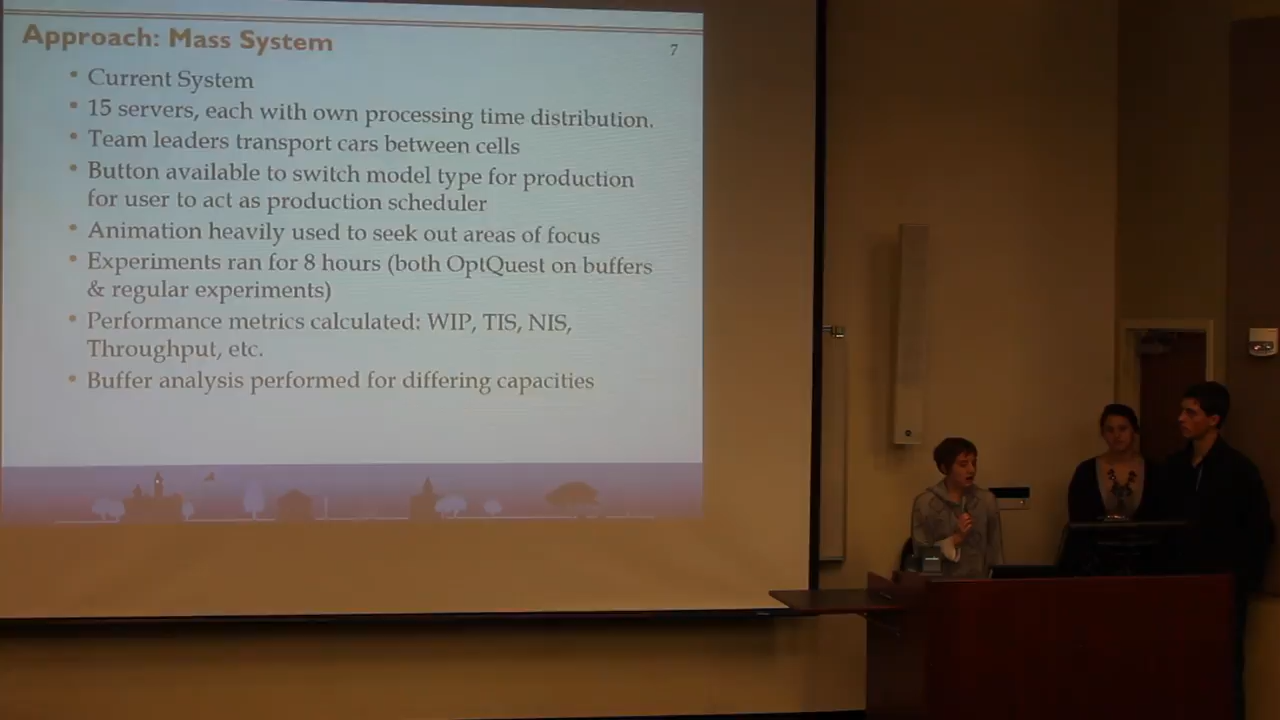 Approach: Mass System
7
• Current System
• 15 servers, each with own processing time distribution.
• Team leaders transport cars between cells
• Button available to switch model type for production
for user to act as production scheduler
• Animation heavily used to seek out areas of focus
• Experiments ran for 8 hours (both OptQuest on buffers
& regular experiments)
• Performance metrics calculated: WIP, TIS, NIS,
Throughput, etc.
• Buffer analysis performed for differing capacities